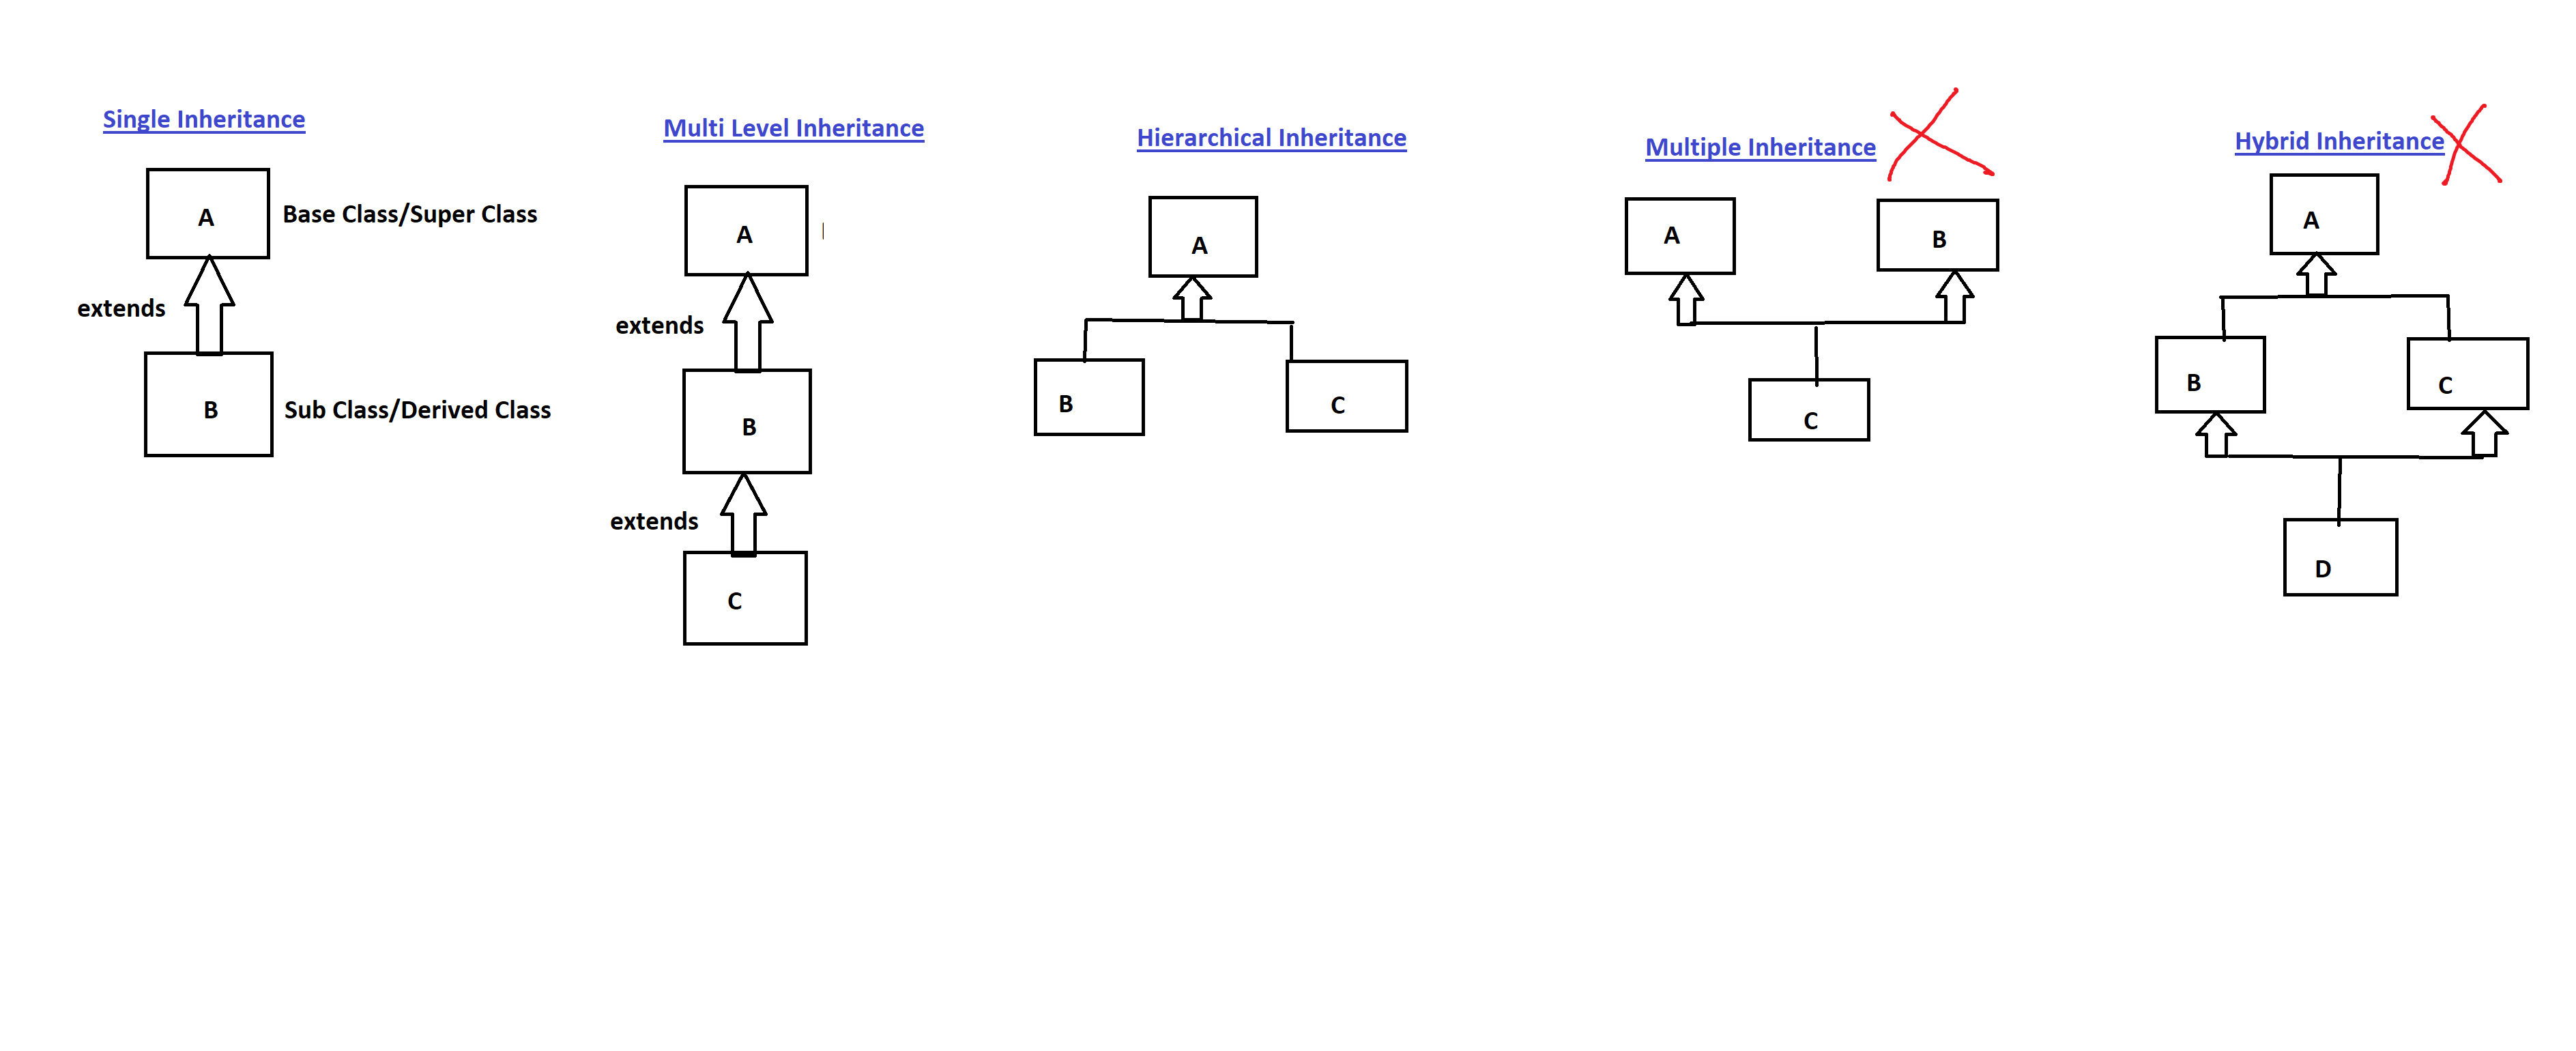 Single Inheritance
A
Base Class/Super Class
extends
B
Sub Class/Derived Class
Multi Level Inheritance
A
extends
B
extends
C
Hierarchical Inheritance
A
B
C
Multiple Inheritance
A
B
C
Hybrid Inheritance
A
B
C
D